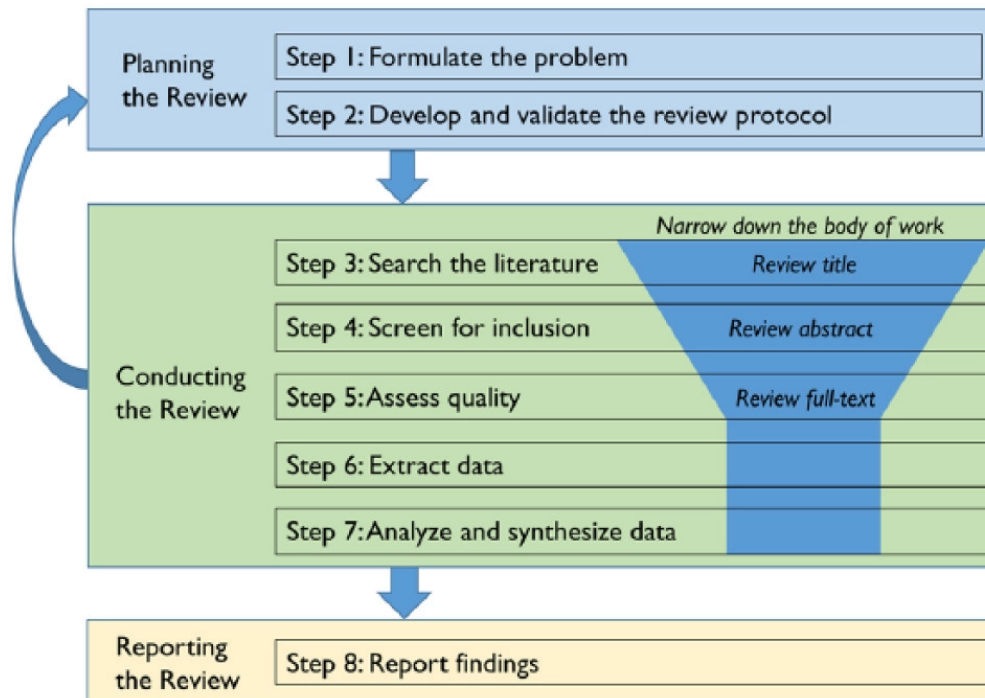 Planning
the Review
Step 1: Formulate the problem
Step 2: Develop and validate the review protocol
Conducting
the Review
Narrow down the body of work
Step 3: Search the literature
Review title
Step 4: Screen for inclusion
Review abstract
Step 5: Assess quality
Review full-text
Step 6: Extract data
Step 7: Analyze and synthesize data
Reporting
the Review
Step 8: Report findings